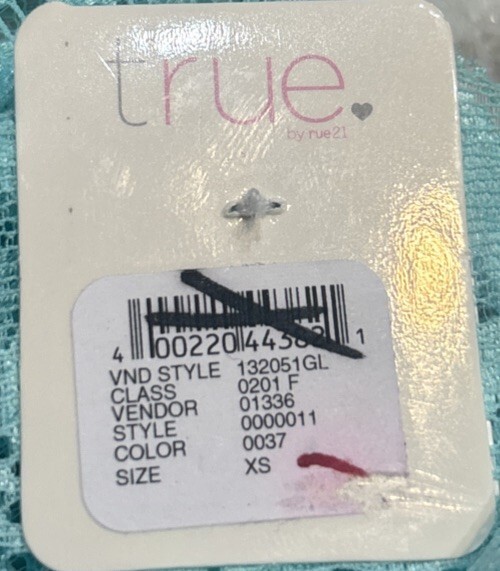 true.
by rue21
4 00220 443 1
VND STYLE 132051GL
CLASS 0201 F
VENDOR 01336
STYLE 0000011
COLOR 0037
SIZE XS